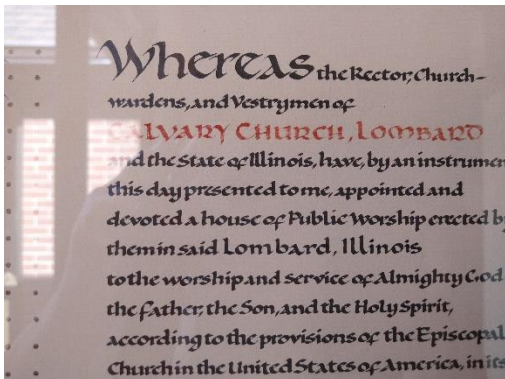 Whereas the Rector, Church-
wardens, and Vestrymen of
CALVARY CHURCH, LOMBARD
and the State of Illinois, have, by an instrumen
this day presented to me, appointed and
devoted a house of Public Worship erected b
them in said Lombard, Illinois
to the worship and service of Almighty God
the Father, the Son, and the Holy Spirit,
according to the provisions of the Episcopal
Church in the United States of America, in its